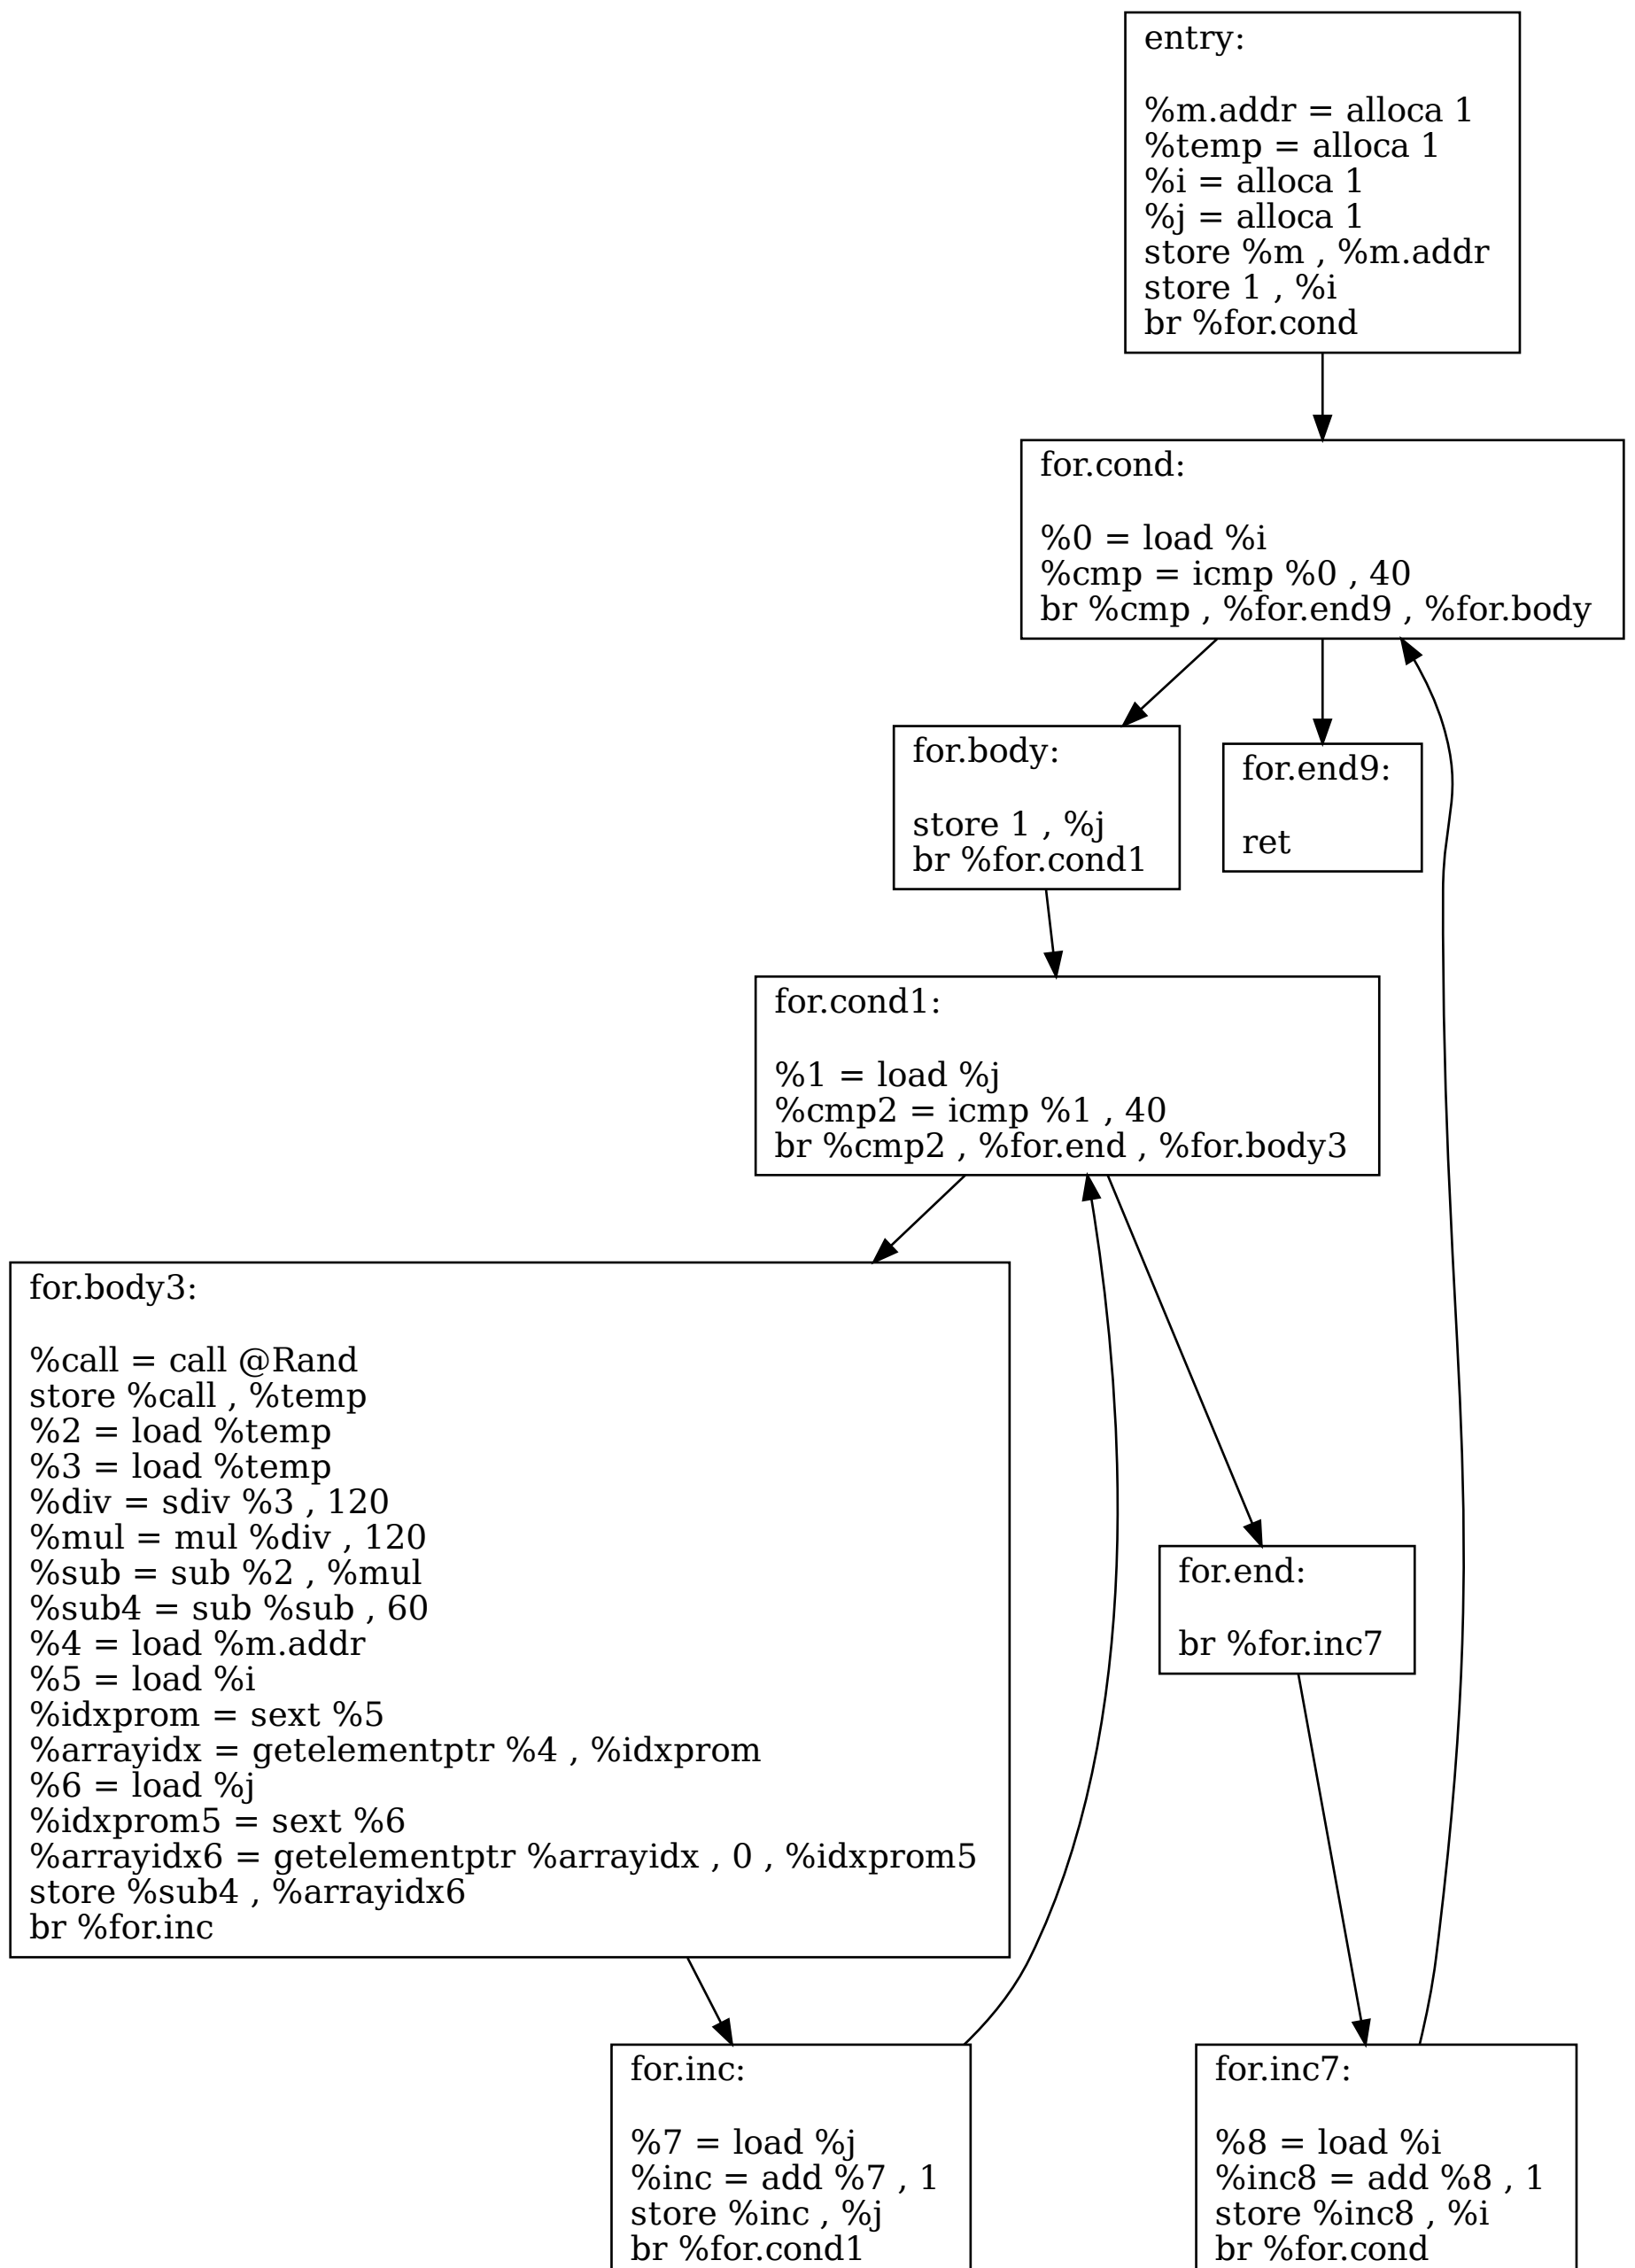 entry:
%m.addr = alloca 1
%temp = alloca 1
%i = alloca 1
%j = alloca 1
store %m , %m.addr
store 1 , %i
br %for.cond
for.cond:
%0 = load %i
%cmp = icmp %0 , 40
br %cmp , %for.end9 , %for.body
for.body:
store 1 , %j
br %for.cond1
for.end9:
ret
for.cond1:
%1 = load %j
%cmp2 = icmp %1 , 40
br %cmp2 , %for.end , %for.body3
for.body3:
%call = call @Rand
store %call , %temp
%2 = load %temp
%3 = load %temp
%div = sdiv %3 , 120
%mul = mul %div , 120
%sub = sub %2 , %mul
%sub4 = sub %sub , 60
%4 = load %m.addr
%5 = load %i
%idxprom = sext %5
%arrayidx = getelementptr %4 , %idxprom
%6 = load %j
%idxprom5 = sext %6
%arrayidx6 = getelementptr %arrayidx , 0 , %idxprom5
store %sub4 , %arrayidx6
br %for.inc
for.end:
br %for.inc7
for.inc:
%7 = load %j
%inc = add %7 , 1
store %inc , %j
br %for.cond1
for.inc7:
%8 = load %i
%inc8 = add %8 , 1
store %inc8 , %i
br %for.cond